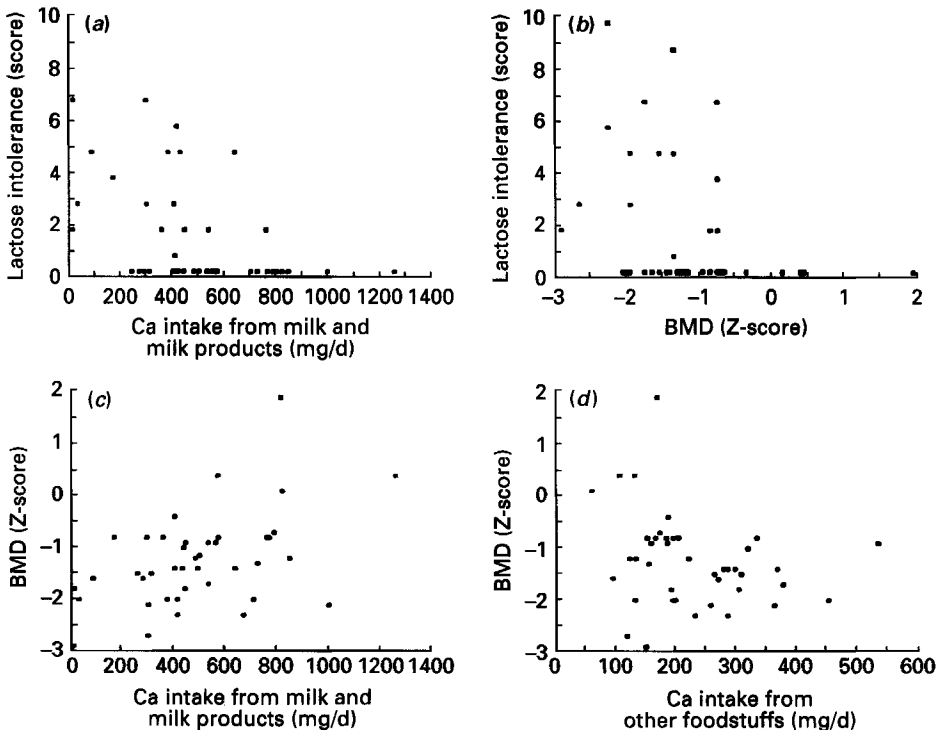 (a)
Lactose intolerance (score)
10
8
6
4
2
0
0 200 400 600 800 1000 1200 1400
Ca intake from milk and
milk products (mg/d)
(b)
Lactose intolerance (score)
10
8
6
4
2
0
−3 −2 −1 0 1 2
BMD (Z-score)
(c)
BMD (Z-score)
2
1
0
−1
−2
−3
0 200 400 600 800 1000 1200 1400
Ca intake from milk and
milk products (mg/d)
(d)
BMD (Z-score)
2
1
0
−1
−2
−3
0 100 200 300 400 500 600
Ca intake from
other foodstuffs (mg/d)